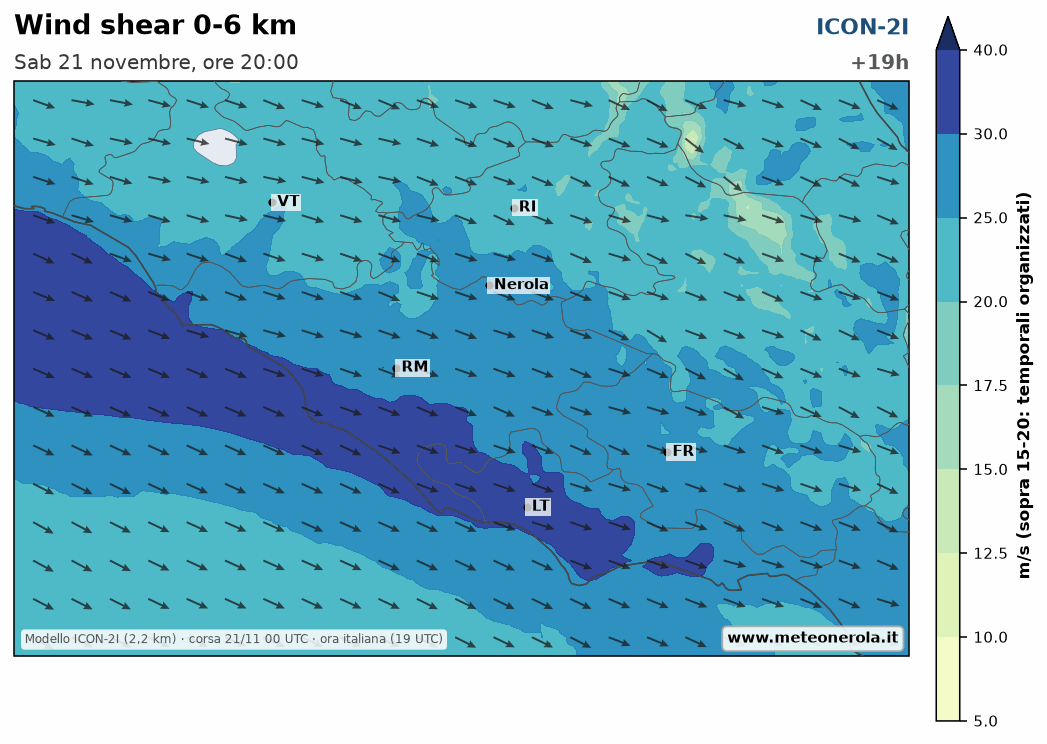 Wind shear 0-6 km
ICON-2I
Sab 21 novembre, ore 20:00
+19h
40.0
30.0
25.0
20.0
17.5
15.0
12.5
10.0
5.0
m/s (sopra 15-20: temporali organizzati)
VT
RI
Nerola
RM
FR
LT
Modello ICON-2I (2,2 km) · corsa 21/11 00 UTC · ora italiana (19 UTC)
www.meteonerola.it